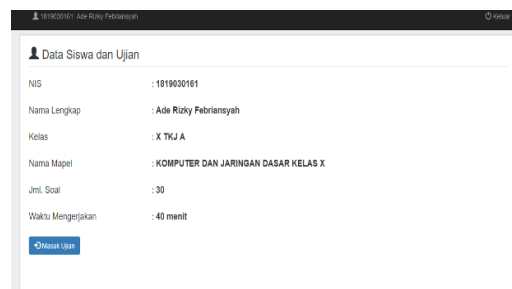 1819030161: Ade Rizky Febriansyah
Keluar
Data Siswa dan Ujian
NIS : 1819030161
Nama Lengkap : Ade Rizky Febriansyah
Kelas : X TKJ A
Nama Mapel : KOMPUTER DAN JARINGAN DASAR KELAS X
Jml. Soal : 30
Waktu Mengerjakan : 40 menit
Masuk Ujian